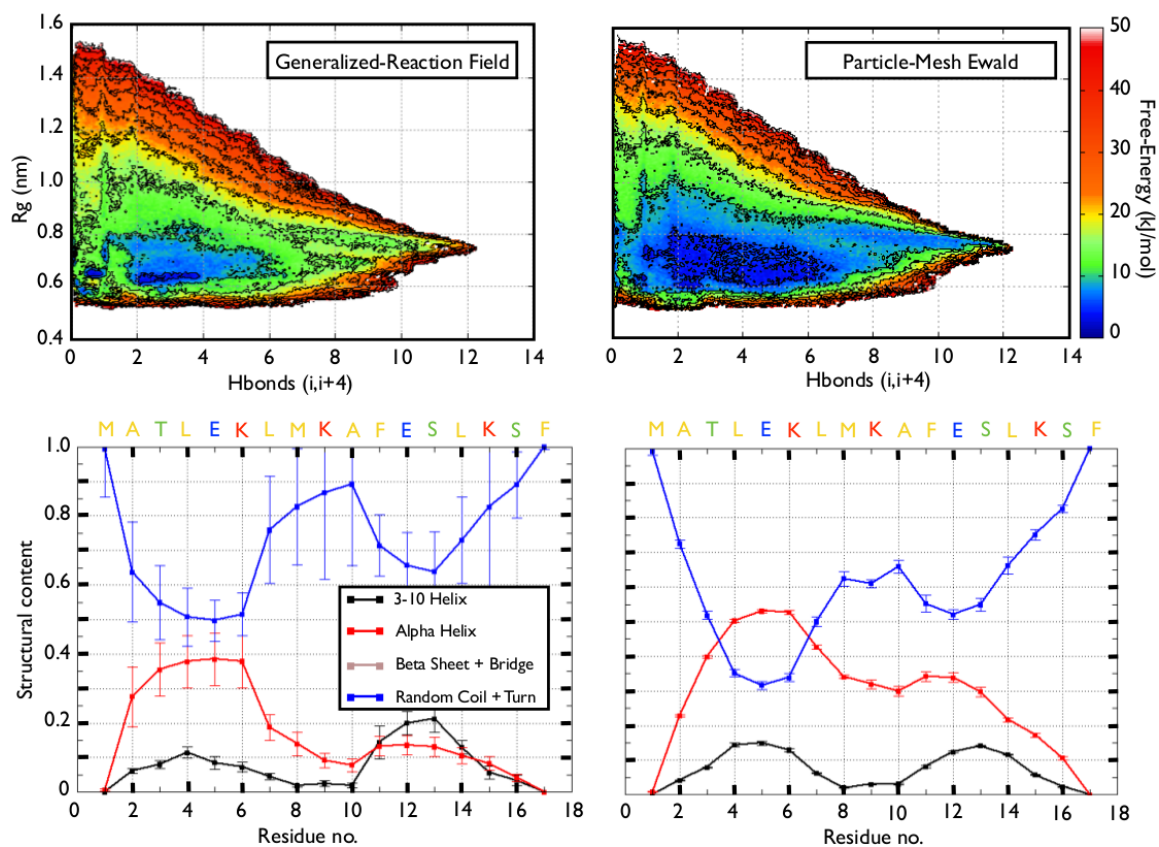 Generalized-Reaction Field
Particle-Mesh Ewald
Rg (nm)
1.6
1.4
1.2
1.0
0.8
0.6
0.4
0 2 4 6 8 10 12 14
Hbonds (i,i+4)
0 2 4 6 8 10 12 14
Hbonds (i,i+4)
50
40
30
20
10
0
Free-Energy (kJ/mol)
M A T L E K L M K A F E S L K S F
M A T L E K L M K A F E S L K S F
Structural content
1.0
0.8
0.6
0.4
0.2
0
3-10 Helix
Alpha Helix
Beta Sheet + Bridge
Random Coil + Turn
0 2 4 6 8 10 12 14 16 18
Residue no.
0 2 4 6 8 10 12 14 16 18
Residue no.